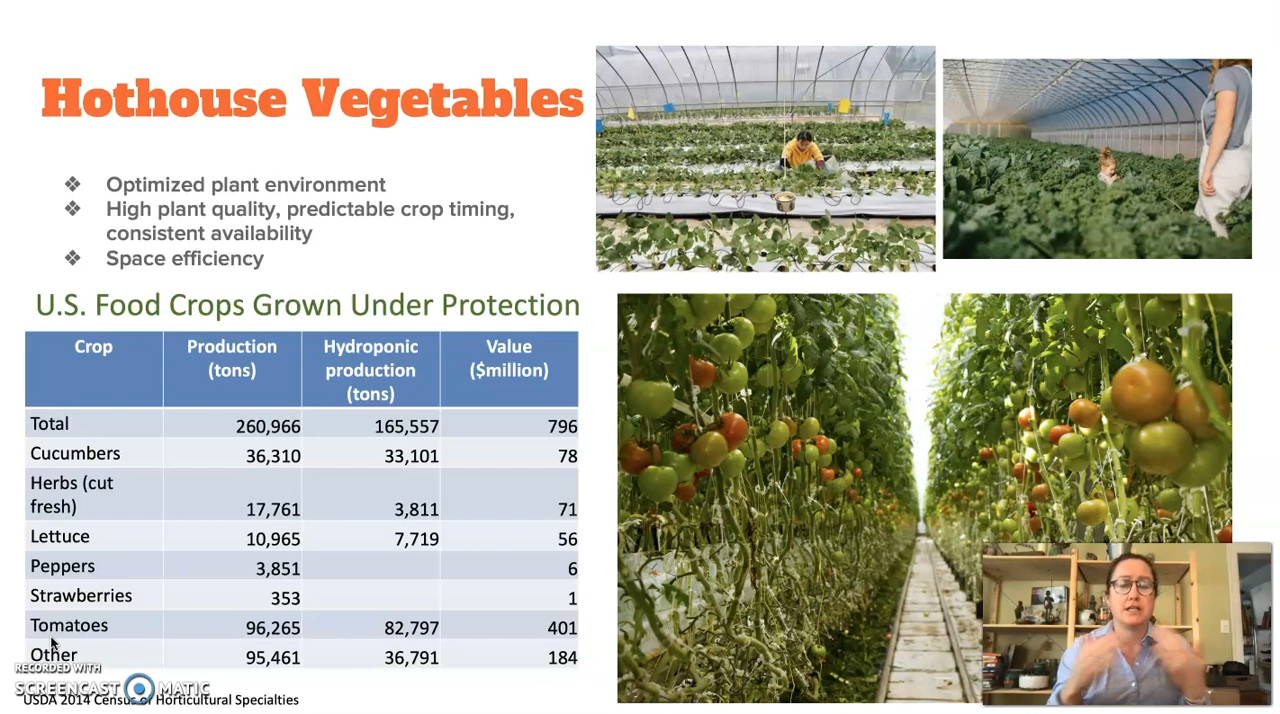 Hothouse Vegetables
❖ Optimized plant environment
❖ High plant quality, predictable crop timing,
consistent availability
❖ Space efficiency
U.S. Food Crops Grown Under Protection
Crop Production (tons) Hydroponic production (tons) Value ($million)
Total 260,966 165,557 796
Cucumbers 36,310 33,101 78
Herbs (cut fresh) 17,761 3,811 71
Lettuce 10,965 7,719 56
Peppers 3,851 6
Strawberries 353 1
Tomatoes 96,265 82,797 401
Other 95,461 36,791 184
RECORDED WITH
SCREENCAST MATIC
USDA 2014 Census of Horticultural Specialties